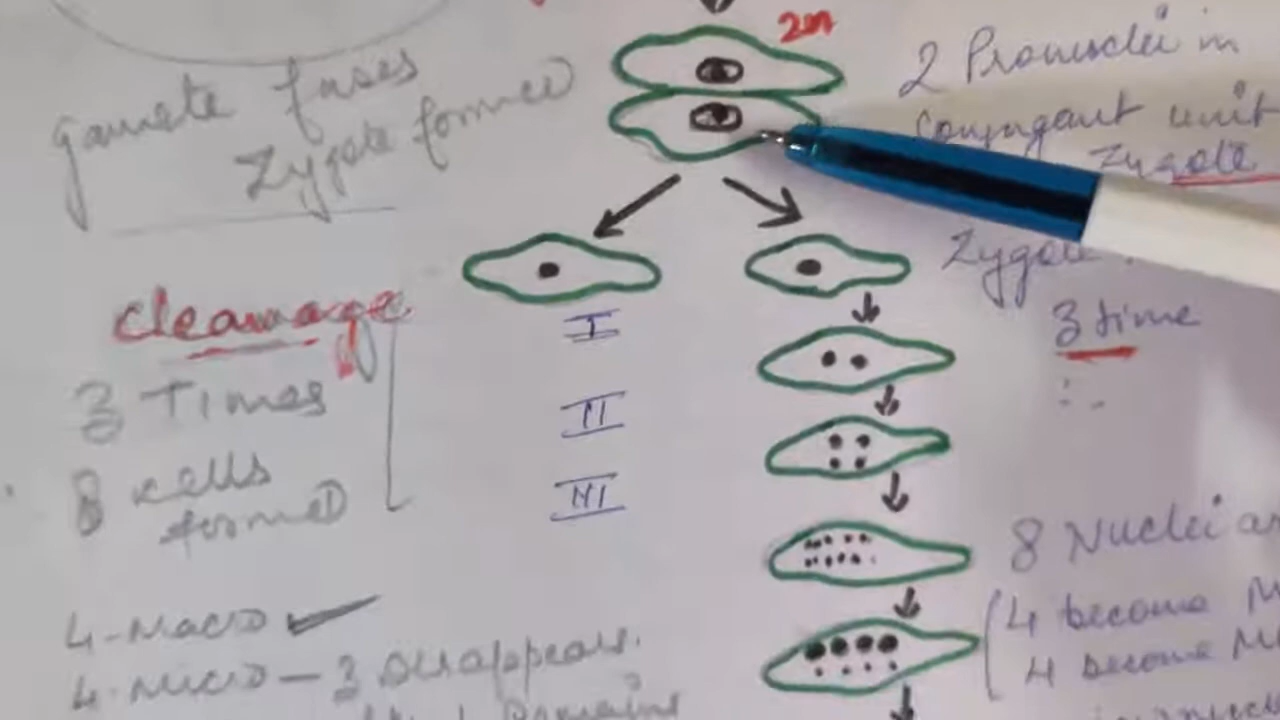 2n
gamete fuses
Zygote formed
2 Pronuclei in
conjugant unit
Zygote
Zygote
cleavage
3 Times
8 cells
formed
I
II
III
3 time
∴
8 Nuclei
4 become
4 become
4-Macro ✓
4-Micro - 3 disappears.